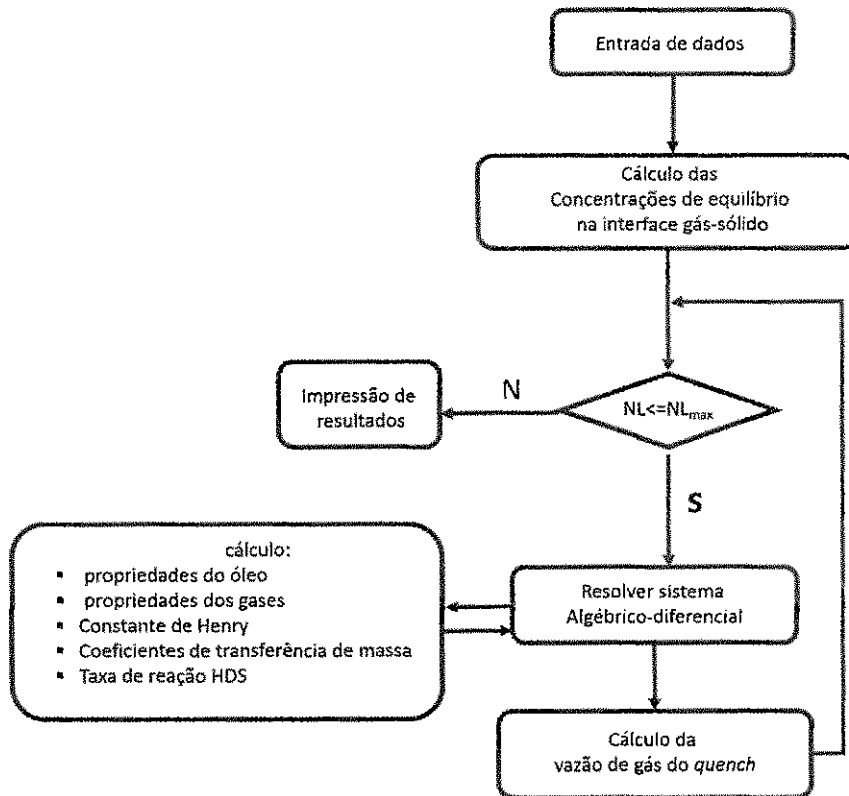 Entrada de dados
Cálculo das
Concentrações de equilíbrio
na interface gás-sólido
NL<=NLmax
N
Impressão de
resultados
S
Resolver sistema
Algébrico-diferencial
cálculo:
▪ propriedades do óleo
▪ propriedades dos gases
▪ Constante de Henry
▪ Coeficientes de transferência de massa
▪ Taxa de reação HDS
Cálculo da
vazão de gás do quench